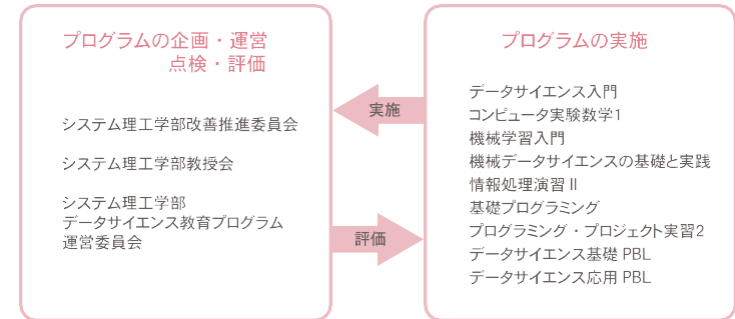 プログラムの企画・運営
点検・評価
システム理工学部改善推進委員会
システム理工学部教授会
システム理工学部
データサイエンス教育プログラム
運営委員会
実施
評価
プログラムの実施
データサイエンス入門
コンピュータ実験数学1
機械学習入門
機械データサイエンスの基礎と実践
情報処理演習Ⅱ
基礎プログラミング
プログラミング・プロジェクト実習2
データサイエンス基礎 PBL
データサイエンス応用 PBL